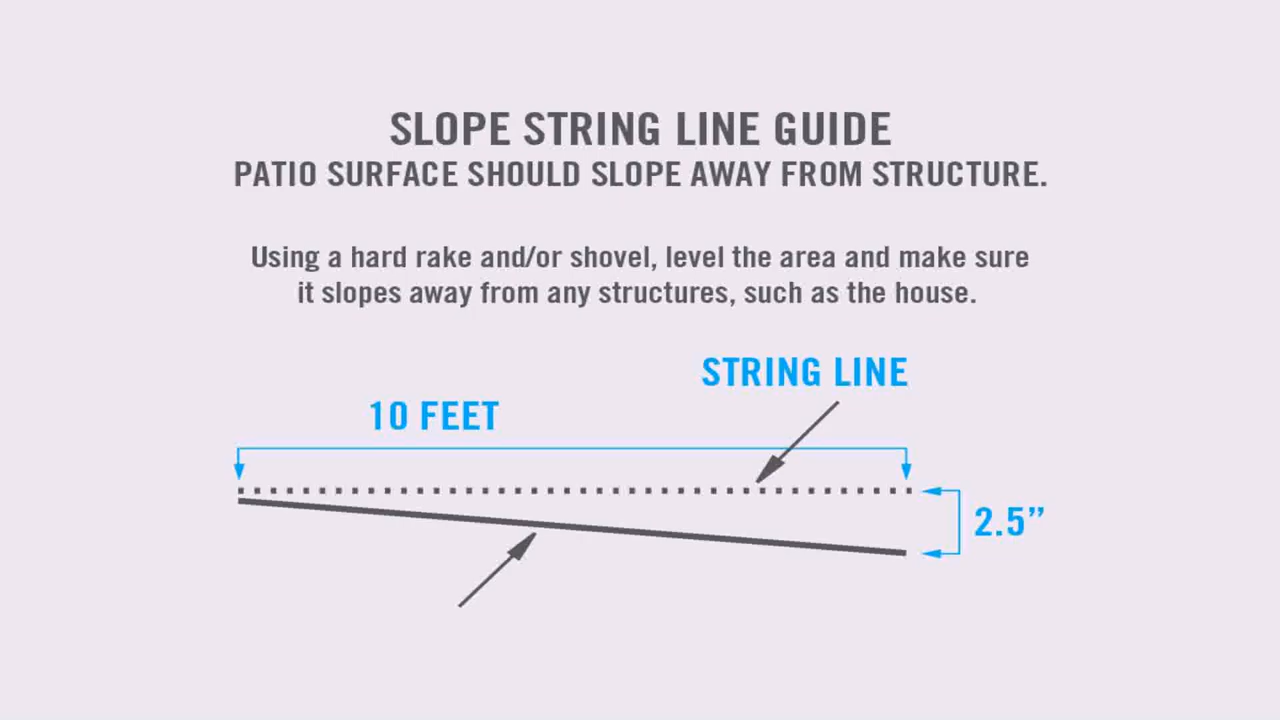 SLOPE STRING LINE GUIDE
PATIO SURFACE SHOULD SLOPE AWAY FROM STRUCTURE.
Using a hard rake and/or shovel, level the area and make sure
it slopes away from any structures, such as the house.
STRING LINE
10 FEET
2.5”